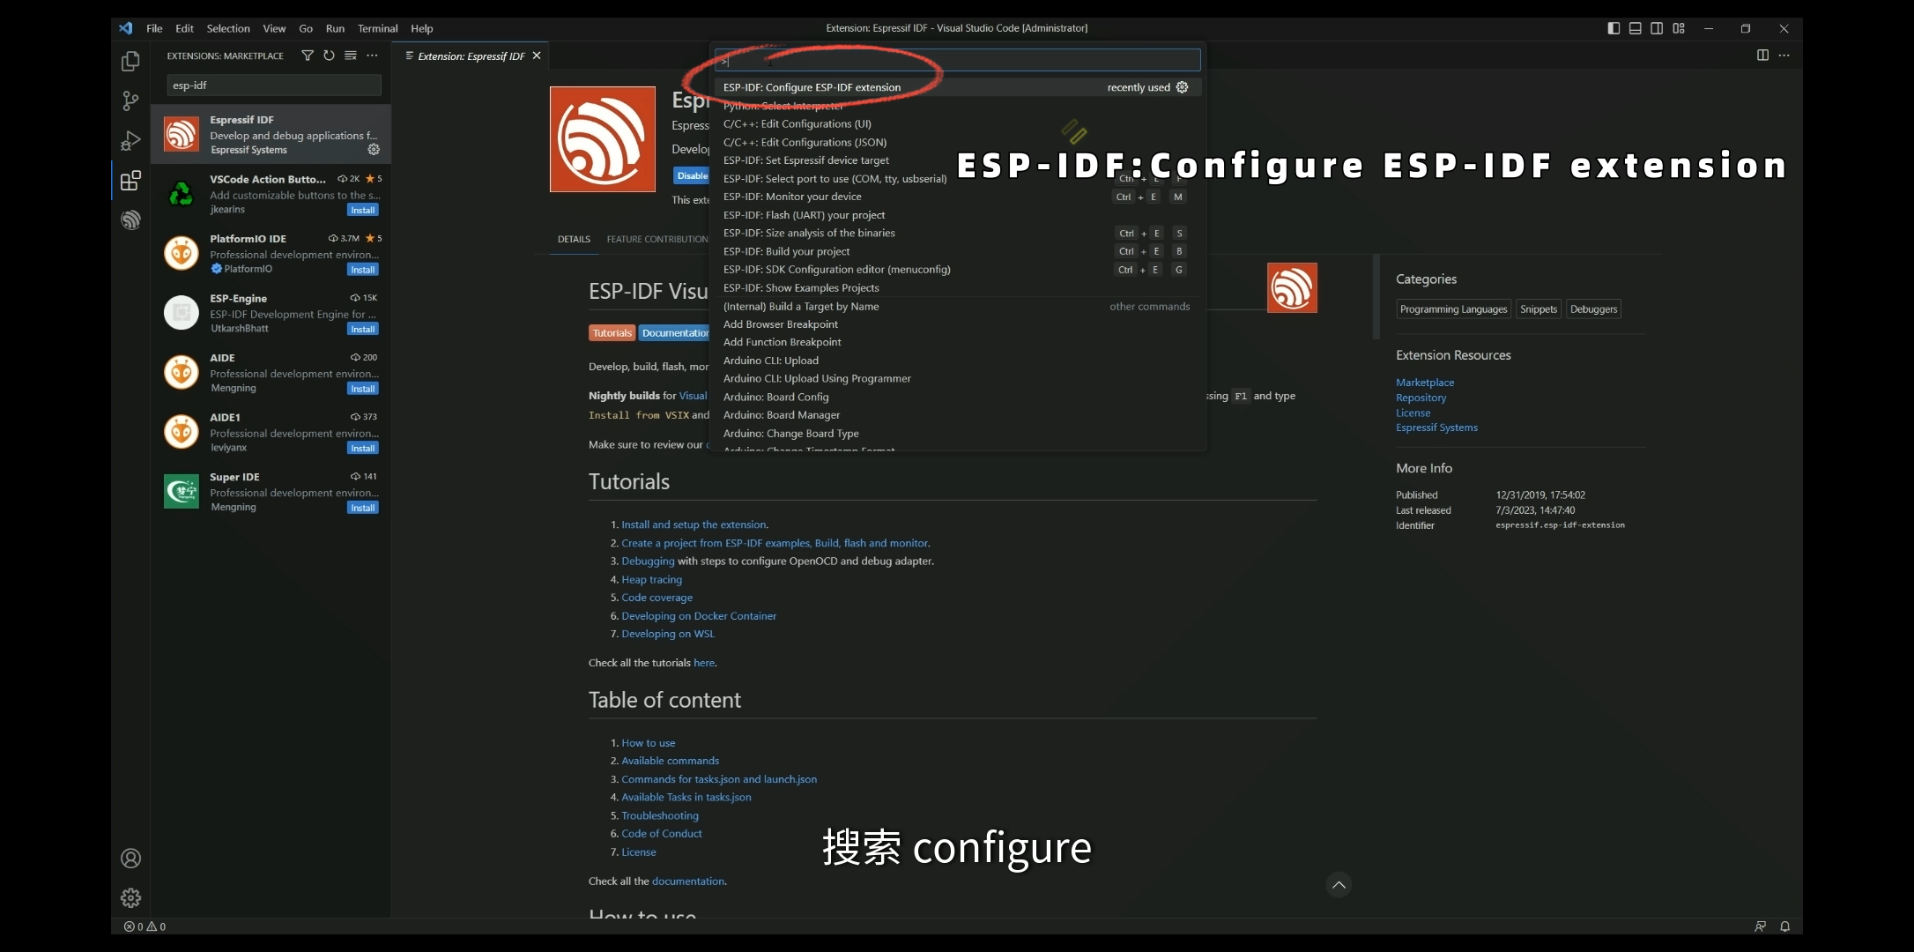 File Edit Selection View Go Run Terminal Help
Extension: Espressif IDF - Visual Studio Code [Administrator]
EXTENSIONS: MARKETPLACE
esp-idf
Espressif IDF
Develop and debug applications f...
Espressif Systems
VSCode Action Butto... 2K 5
Add customizable buttons to the s...
jkearins Install
PlatformIO IDE 3.7M 5
Professional development environ...
PlatformIO Install
ESP-Engine 15K
ESP-IDF Development Engine for ...
UtkarshBhatt Install
AIDE 200
Professional development environ...
Mengning Install
AIDE1 373
Professional development environ...
leviyanx Install
Super IDE 141
Professional development environ...
Mengning Install
Extension: Espressif IDF
Esp
Espress
Develo
Disable
This exte
DETAILS FEATURE CONTRIBUTION
>
ESP-IDF: Configure ESP-IDF extension recently used
Python: Select Interpreter
C/C++: Edit Configurations (UI)
C/C++: Edit Configurations (JSON)
ESP-IDF: Set Espressif device target
ESP-IDF: Select port to use (COM, tty, usbserial) Ctrl + E P
ESP-IDF: Monitor your device Ctrl + E M
ESP-IDF: Flash (UART) your project
ESP-IDF: Size analysis of the binaries Ctrl + E S
ESP-IDF: Build your project Ctrl + E B
ESP-IDF: SDK Configuration editor (menuconfig) Ctrl + E G
ESP-IDF: Show Examples Projects
(Internal) Build a Target by Name other commands
Add Browser Breakpoint
Add Function Breakpoint
Arduino CLI: Upload
Arduino CLI: Upload Using Programmer
Arduino: Board Config
Arduino: Board Manager
Arduino: Change Board Type
Arduino: Change Timestamp Format
ESP-IDF:Configure ESP-IDF extension
ESP-IDF Visu
Tutorials Documentation
Develop, build, flash, mor
Nightly builds for Visual sing F1 and type
Install from VSIX and
Make sure to review our
Tutorials
1. Install and setup the extension.
2. Create a project from ESP-IDF examples, Build, flash and monitor.
3. Debugging with steps to configure OpenOCD and debug adapter.
4. Heap tracing
5. Code coverage
6. Developing on Docker Container
7. Developing on WSL
Check all the tutorials here.
Table of content
1. How to use
2. Available commands
3. Commands for tasks.json and launch.json
4. Available Tasks in tasks.json
5. Troubleshooting
6. Code of Conduct
7. License
Check all the documentation.
How to use
Categories
Programming Languages Snippets Debuggers
Extension Resources
Marketplace
Repository
License
Espressif Systems
More Info
Published 12/31/2019, 17:54:02
Last released 7/3/2023, 14:47:40
Identifier espressif.esp-idf-extension
搜索 configure
0 0